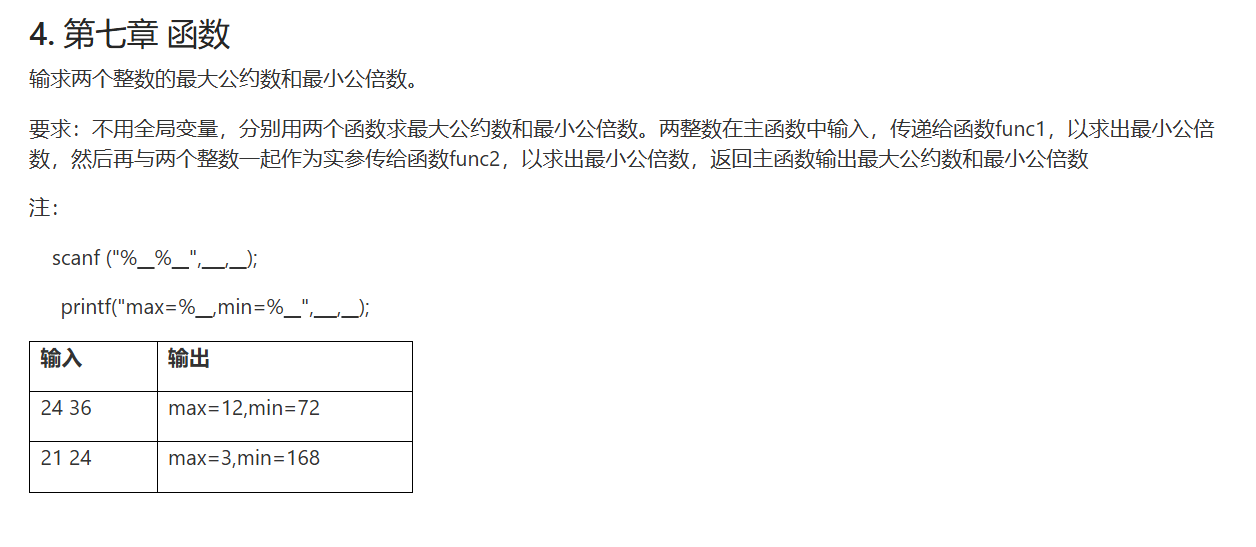 4. 第七章 函数
输求两个整数的最大公约数和最小公倍数。
要求：不用全局变量，分别用两个函数求最大公约数和最小公倍数。两整数在主函数中输入，传递给函数func1，以求出最小公倍
数，然后再与两个整数一起作为实参传给函数func2，以求出最小公倍数，返回主函数输出最大公约数和最小公倍数
注：
scanf ("%__%__",___,__);
printf("max=%__,min=%__",___,__);
输入 输出
24 36 max=12,min=72
21 24 max=3,min=168